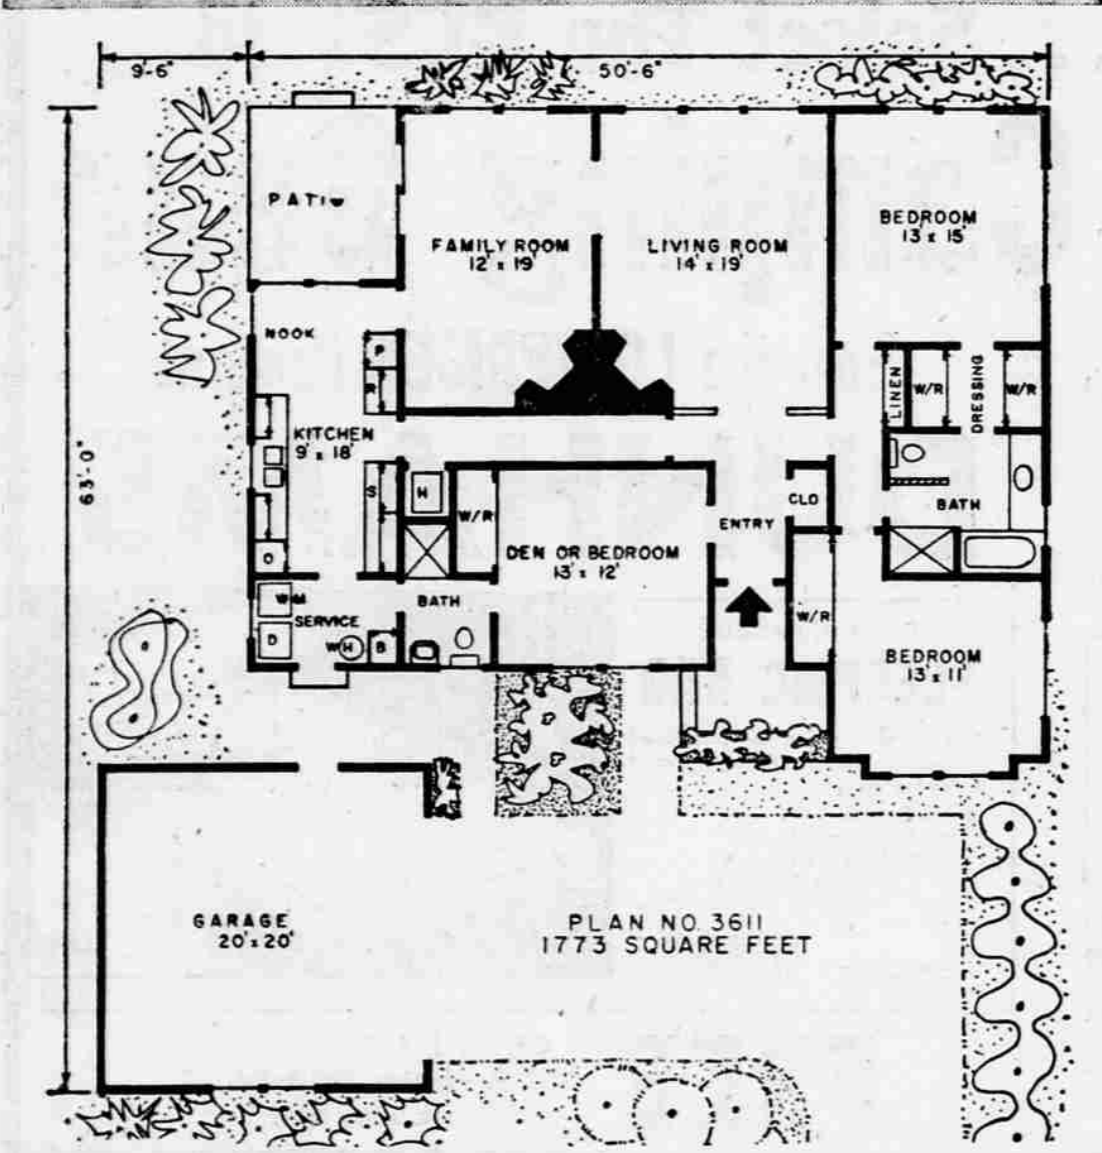 9'-6"
50'-6"
63'-0"
PATIO
FAMILY ROOM
12' x 19'
LIVING ROOM
14' x 19'
BEDROOM
13' x 15'
NOOK
P
R
KITCHEN
9' x 18'
LINEN
W/R
DRESSING
W/R
S
H
W/R
CLO
ENTRY
BATH
O
DEN OR BEDROOM
13' x 12'
WM
SERVICE
BATH
D
WH
B
W/R
BEDROOM
13' x 11'
GARAGE
20' x 20'
PLAN NO. 3611
1773 SQUARE FEET